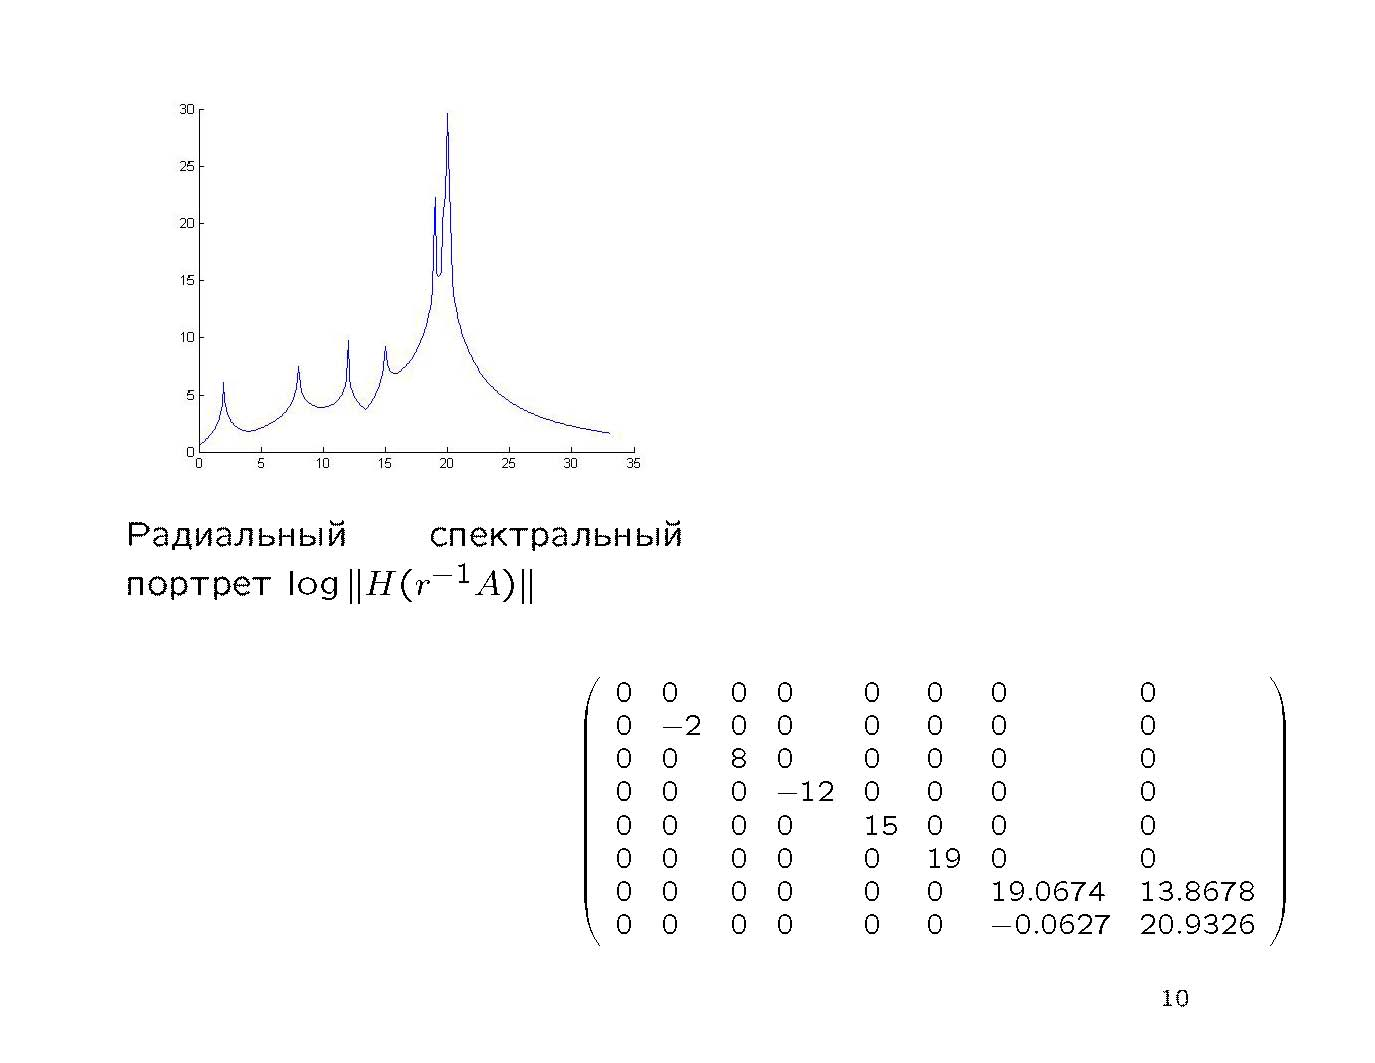 30
25
20
15
10
5
0
0 5 10 15 20 25 30 35
Радиальный спектральный
портрет log ‖H(r⁻¹A)‖
0 0 0 0 0 0 0 0
0 −2 0 0 0 0 0 0
0 0 8 0 0 0 0 0
0 0 0 −12 0 0 0 0
0 0 0 0 15 0 0 0
0 0 0 0 0 19 0 0
0 0 0 0 0 0 19.0674 13.8678
0 0 0 0 0 0 −0.0627 20.9326
10